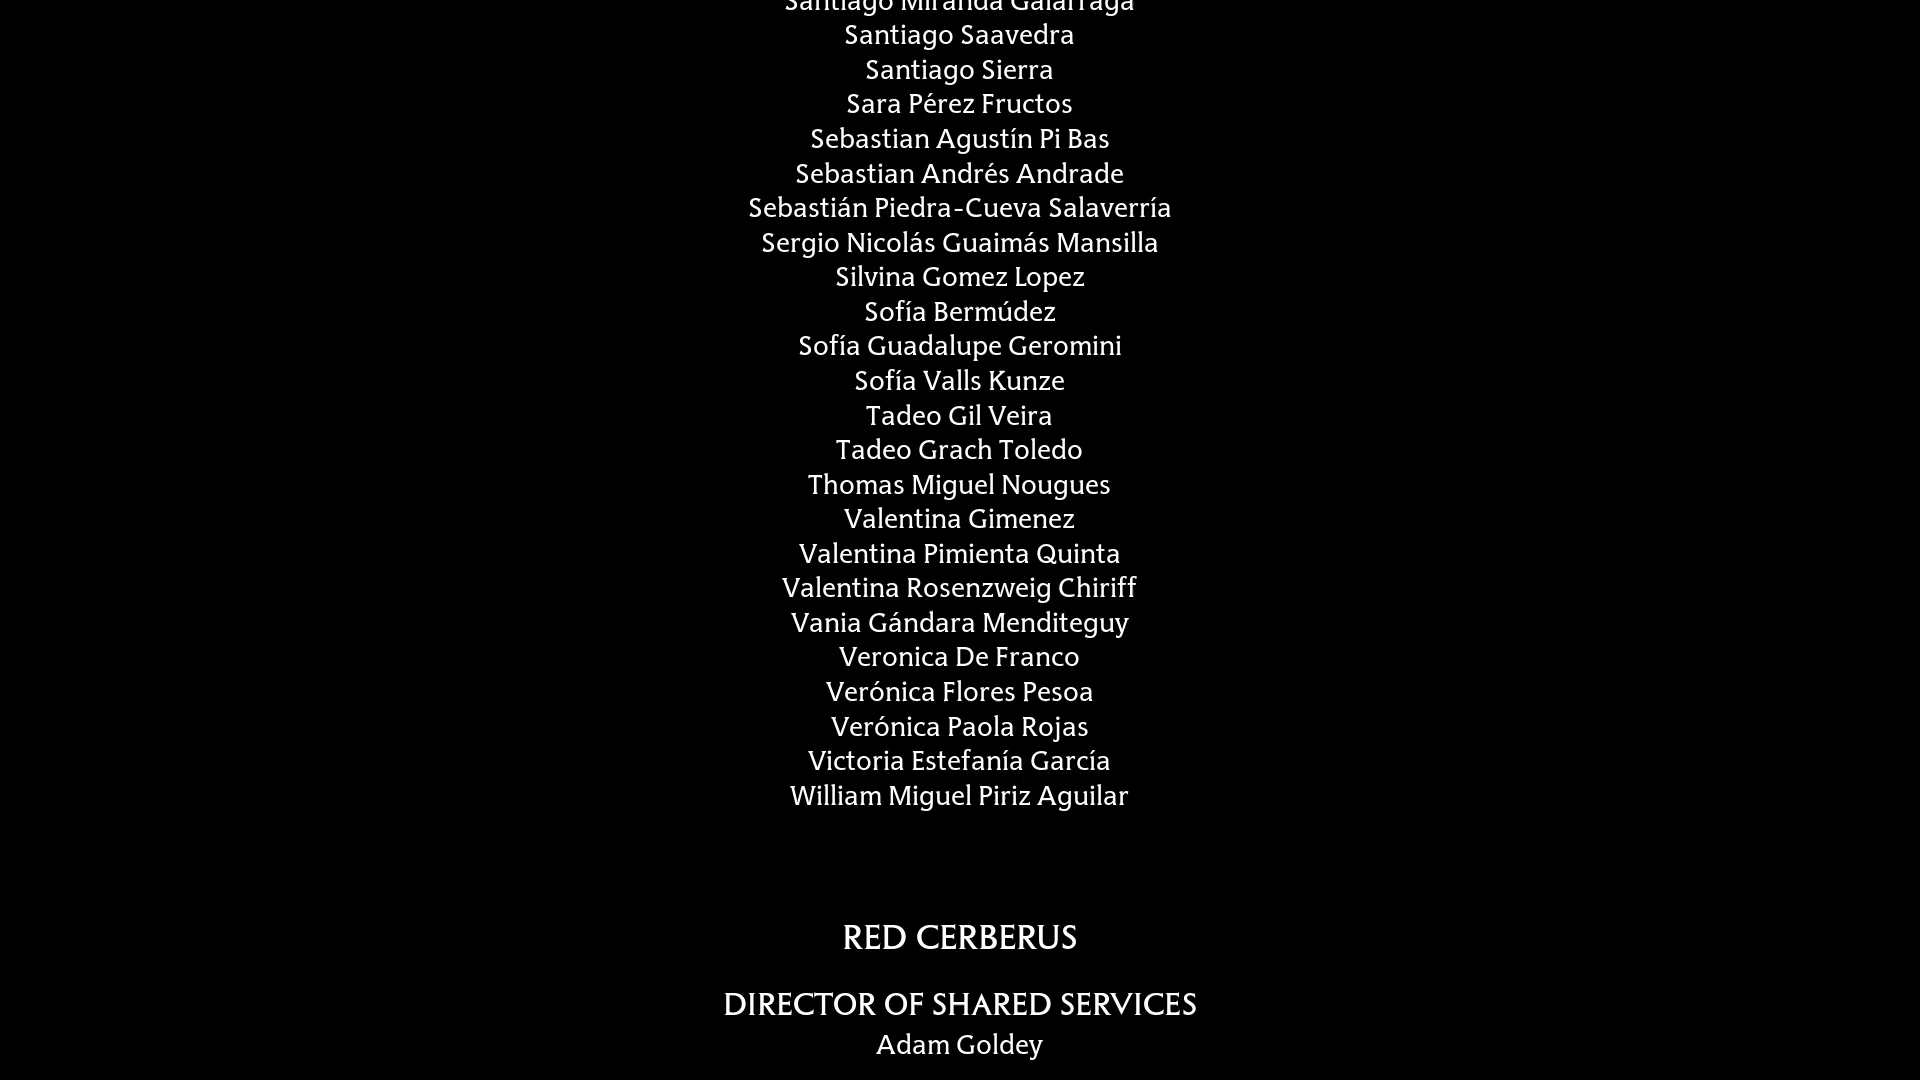 Santiago Miranda Galarraga
Santiago Saavedra
Santiago Sierra
Sara Pérez Fructos
Sebastian Agustín Pi Bas
Sebastian Andrés Andrade
Sebastián Piedra-Cueva Salaverría
Sergio Nicolás Guaimás Mansilla
Silvina Gomez Lopez
Sofía Bermúdez
Sofía Guadalupe Geromini
Sofía Valls Kunze
Tadeo Gil Veira
Tadeo Grach Toledo
Thomas Miguel Nougues
Valentina Gimenez
Valentina Pimienta Quinta
Valentina Rosenzweig Chiriff
Vania Gándara Menditeguy
Veronica De Franco
Verónica Flores Pesoa
Verónica Paola Rojas
Victoria Estefanía García
William Miguel Piriz Aguilar
RED CERBERUS
DIRECTOR OF SHARED SERVICES
Adam Goldey